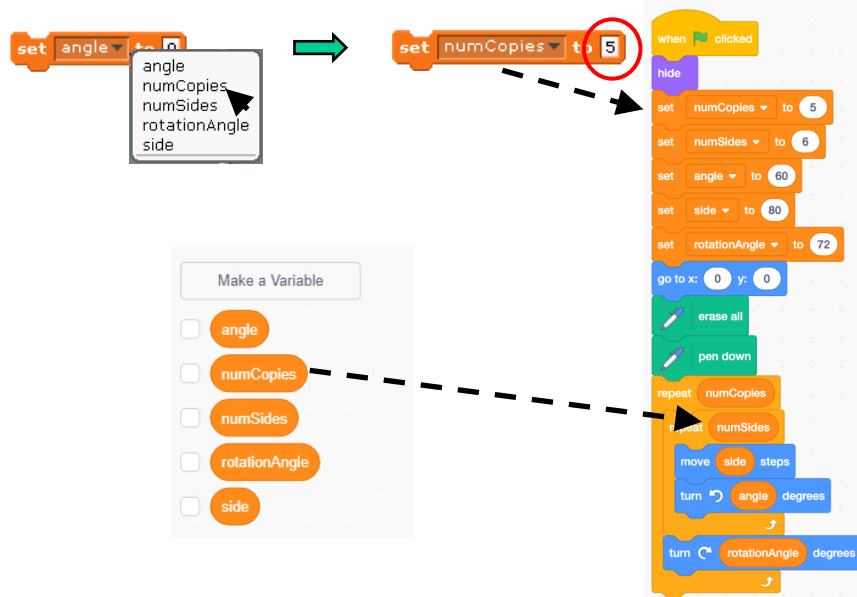 set angle to 0
angle
numCopies
numSides
rotationAngle
side
set numCopies to 5
Make a Variable
angle
numCopies
numSides
rotationAngle
side
when clicked
hide
set numCopies to 5
set numSides to 6
set angle to 60
set side to 80
set rotationAngle to 72
go to x: 0 y: 0
erase all
pen down
repeat numCopies
repeat numSides
move side steps
turn angle degrees
turn rotationAngle degrees